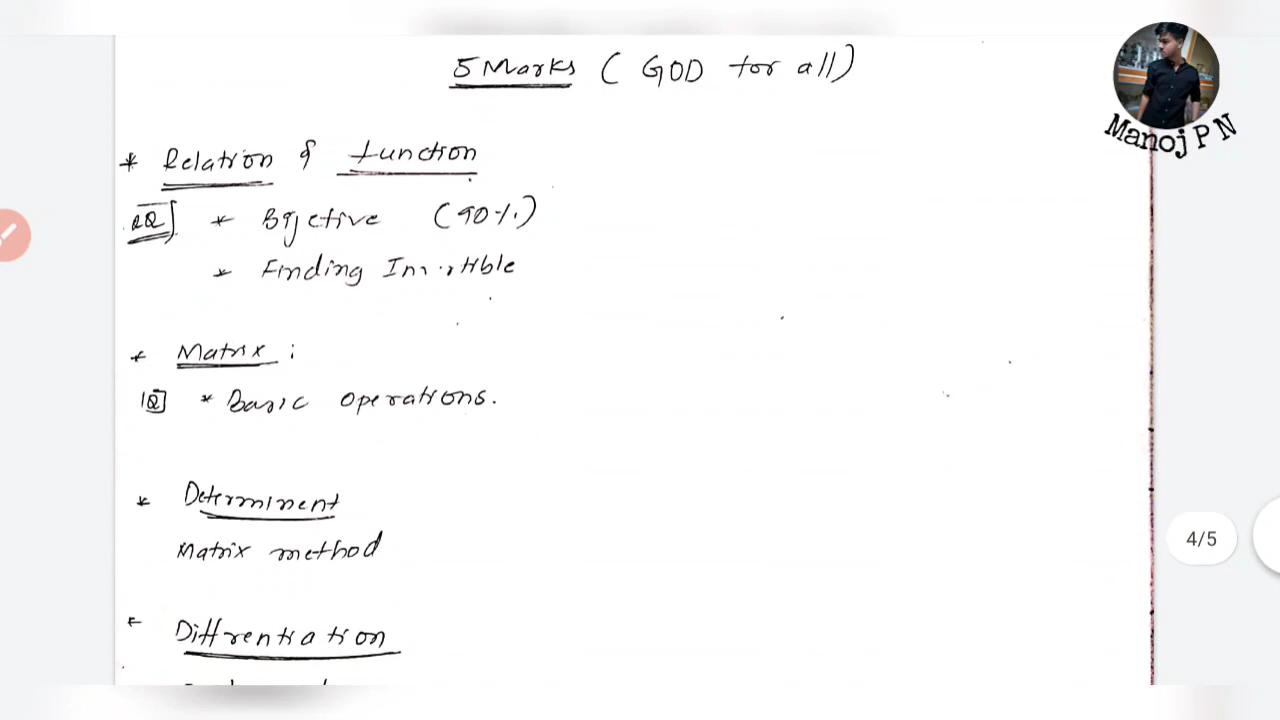 5 Marks ( GOD for all )
Manoj P N
* Relation & function
2Q] * Bijective (90%)
* Finding
* Matrix :
1Q] * Basic operations.
* Determinent
Matrix method
4/5
* Diffrentiation